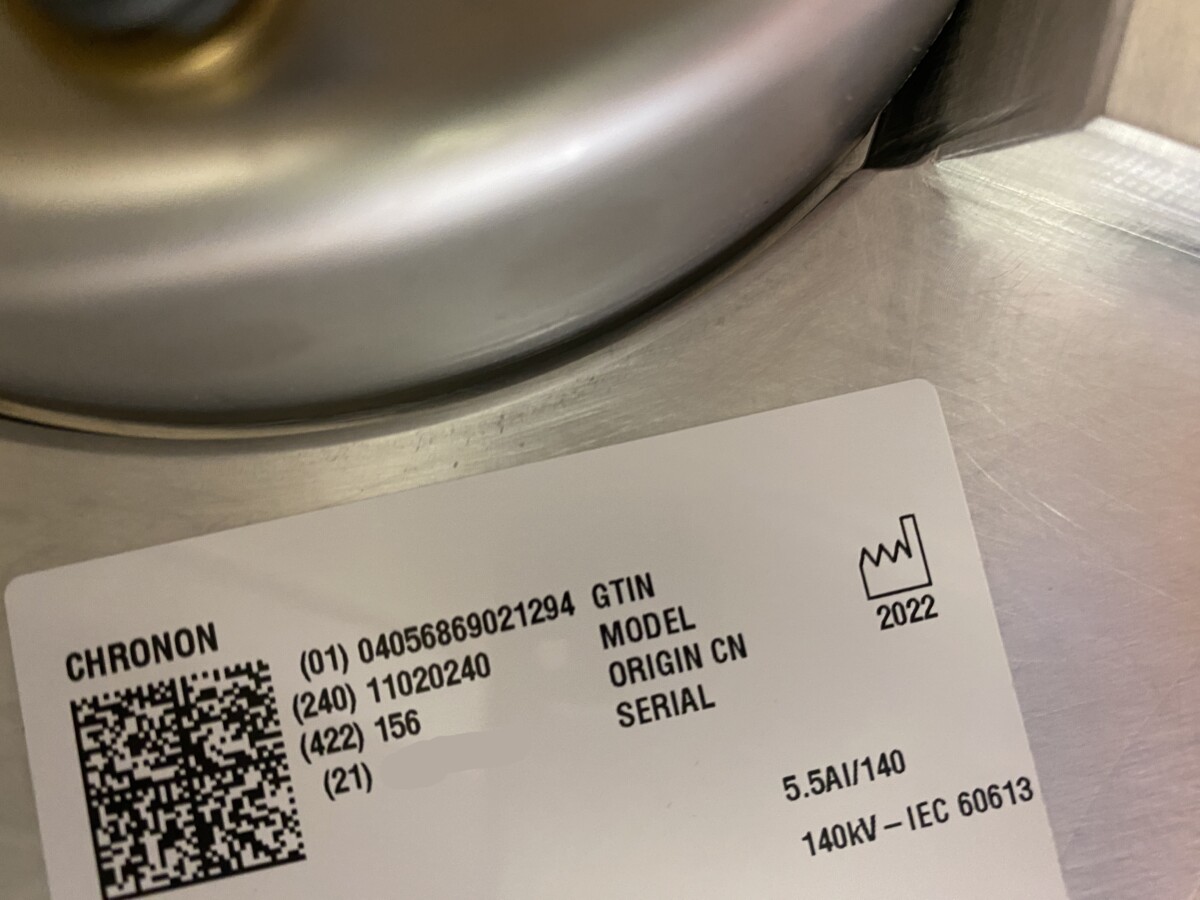 CHRONON
(01) 04056869021294 GTIN
(240) 11020240 MODEL
(422) 156 ORIGIN CN
(21) SERIAL
2022
5.5Al/140
140kV – IEC 60613